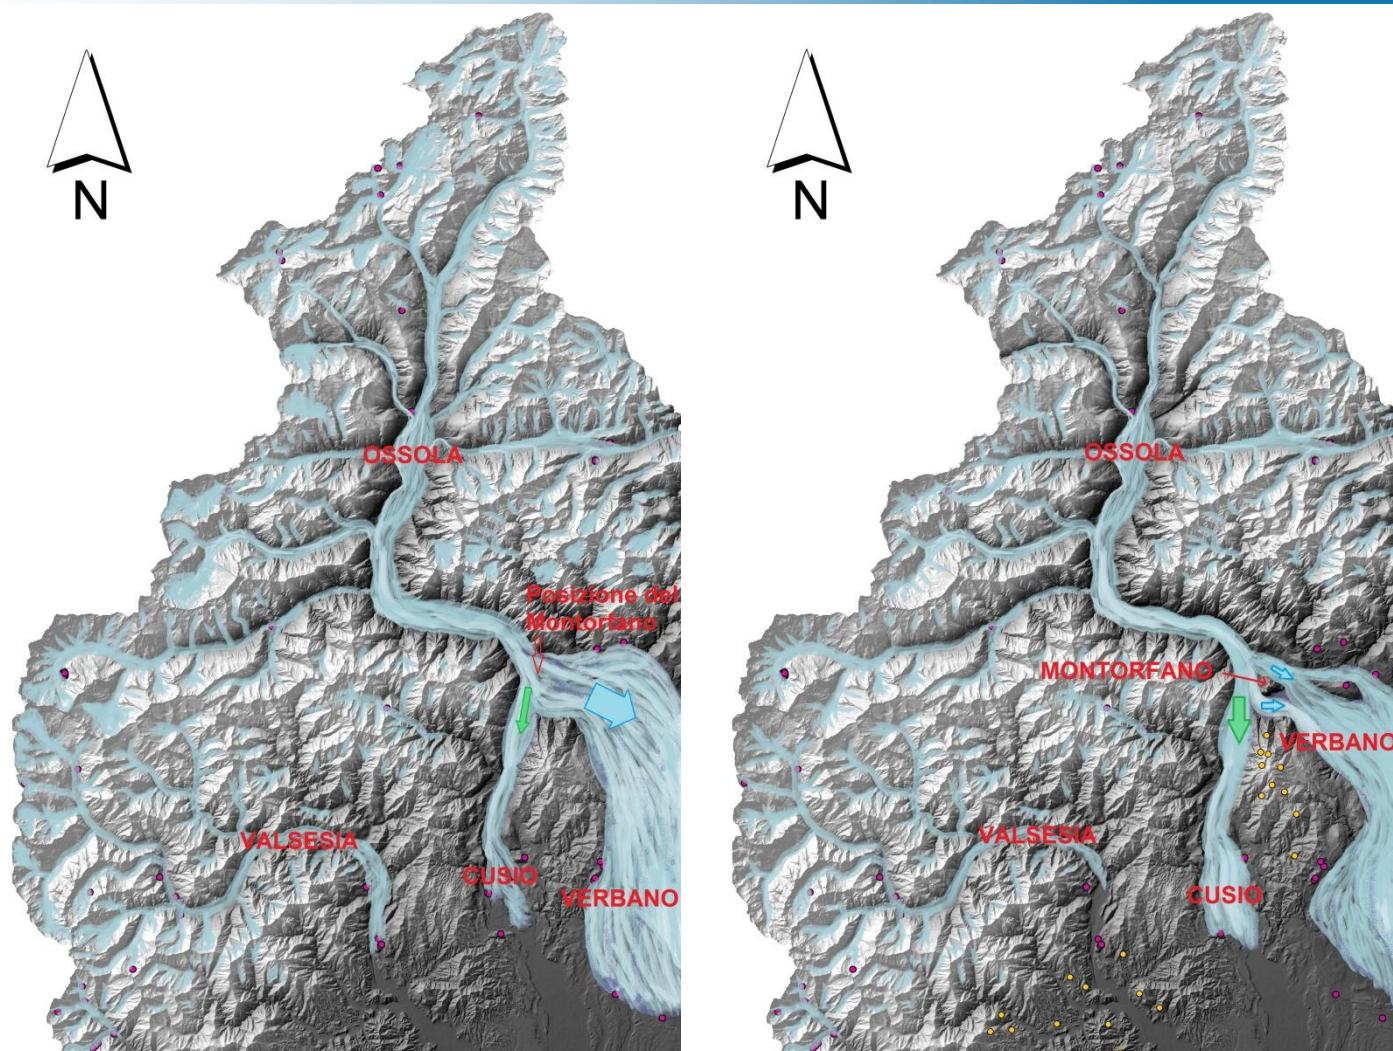 N
OSSOLA
Posizione del
Montorfano
VALSESIA
CUSIO
VERBANO
N
OSSOLA
MONTORFANO
VERBANO
VALSESIA
CUSIO